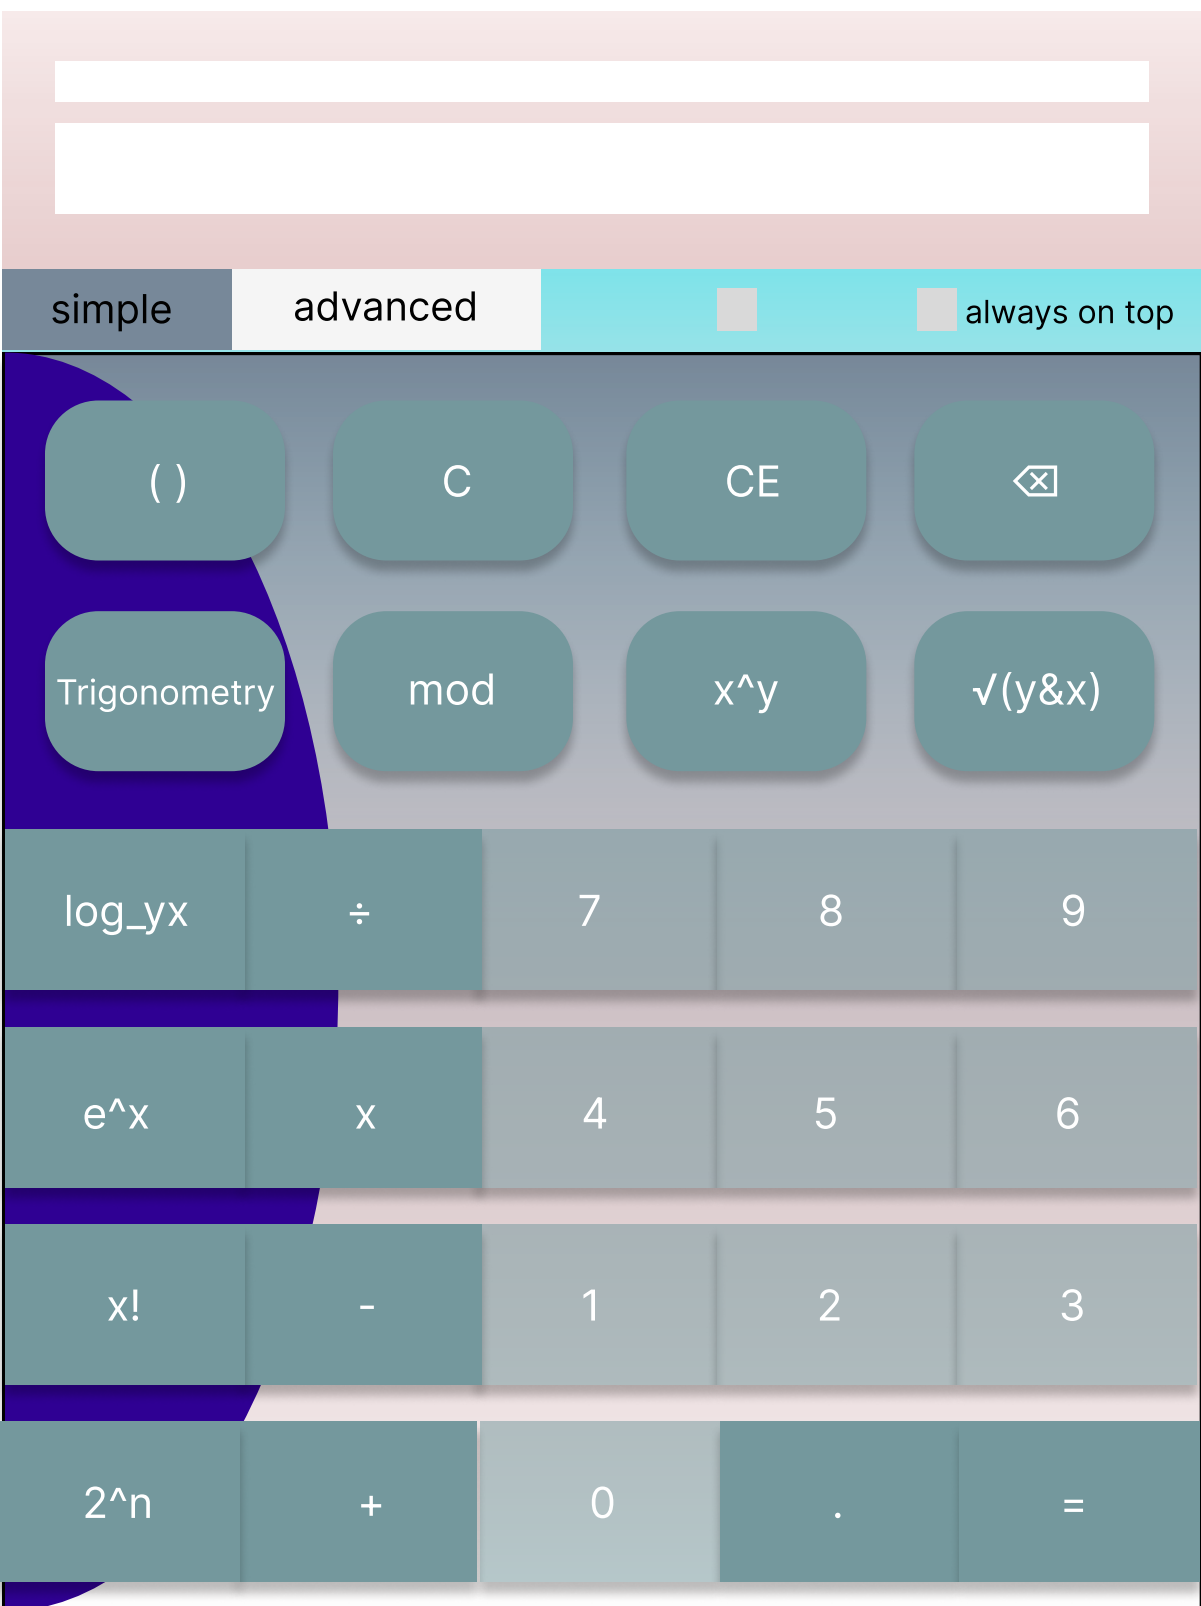 simple advanced always on top
( ) C CE ⌫
Trigonometry mod x^y √(y&x)
log_yx ÷ 7 8 9
e^x x 4 5 6
x! - 1 2 3
2^n + 0 . =